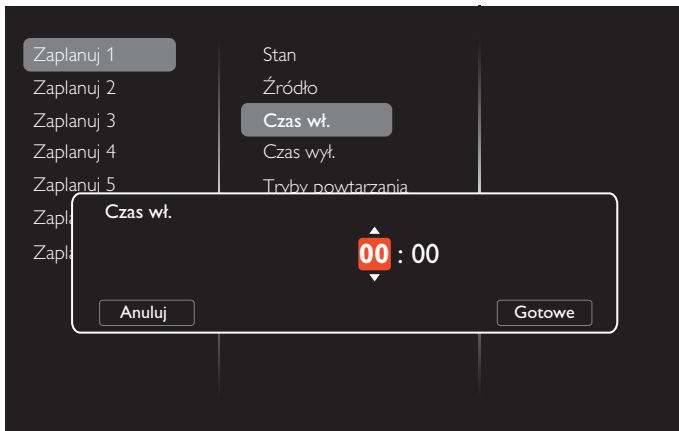 Zaplanuj 1
Zaplanuj 2
Zaplanuj 3
Zaplanuj 4
Zaplanuj 5
Stan
Źródło
Czas wł.
Czas wył.
Tryby powtarzania
Czas wł.
00 : 00
Anuluj
Gotowe